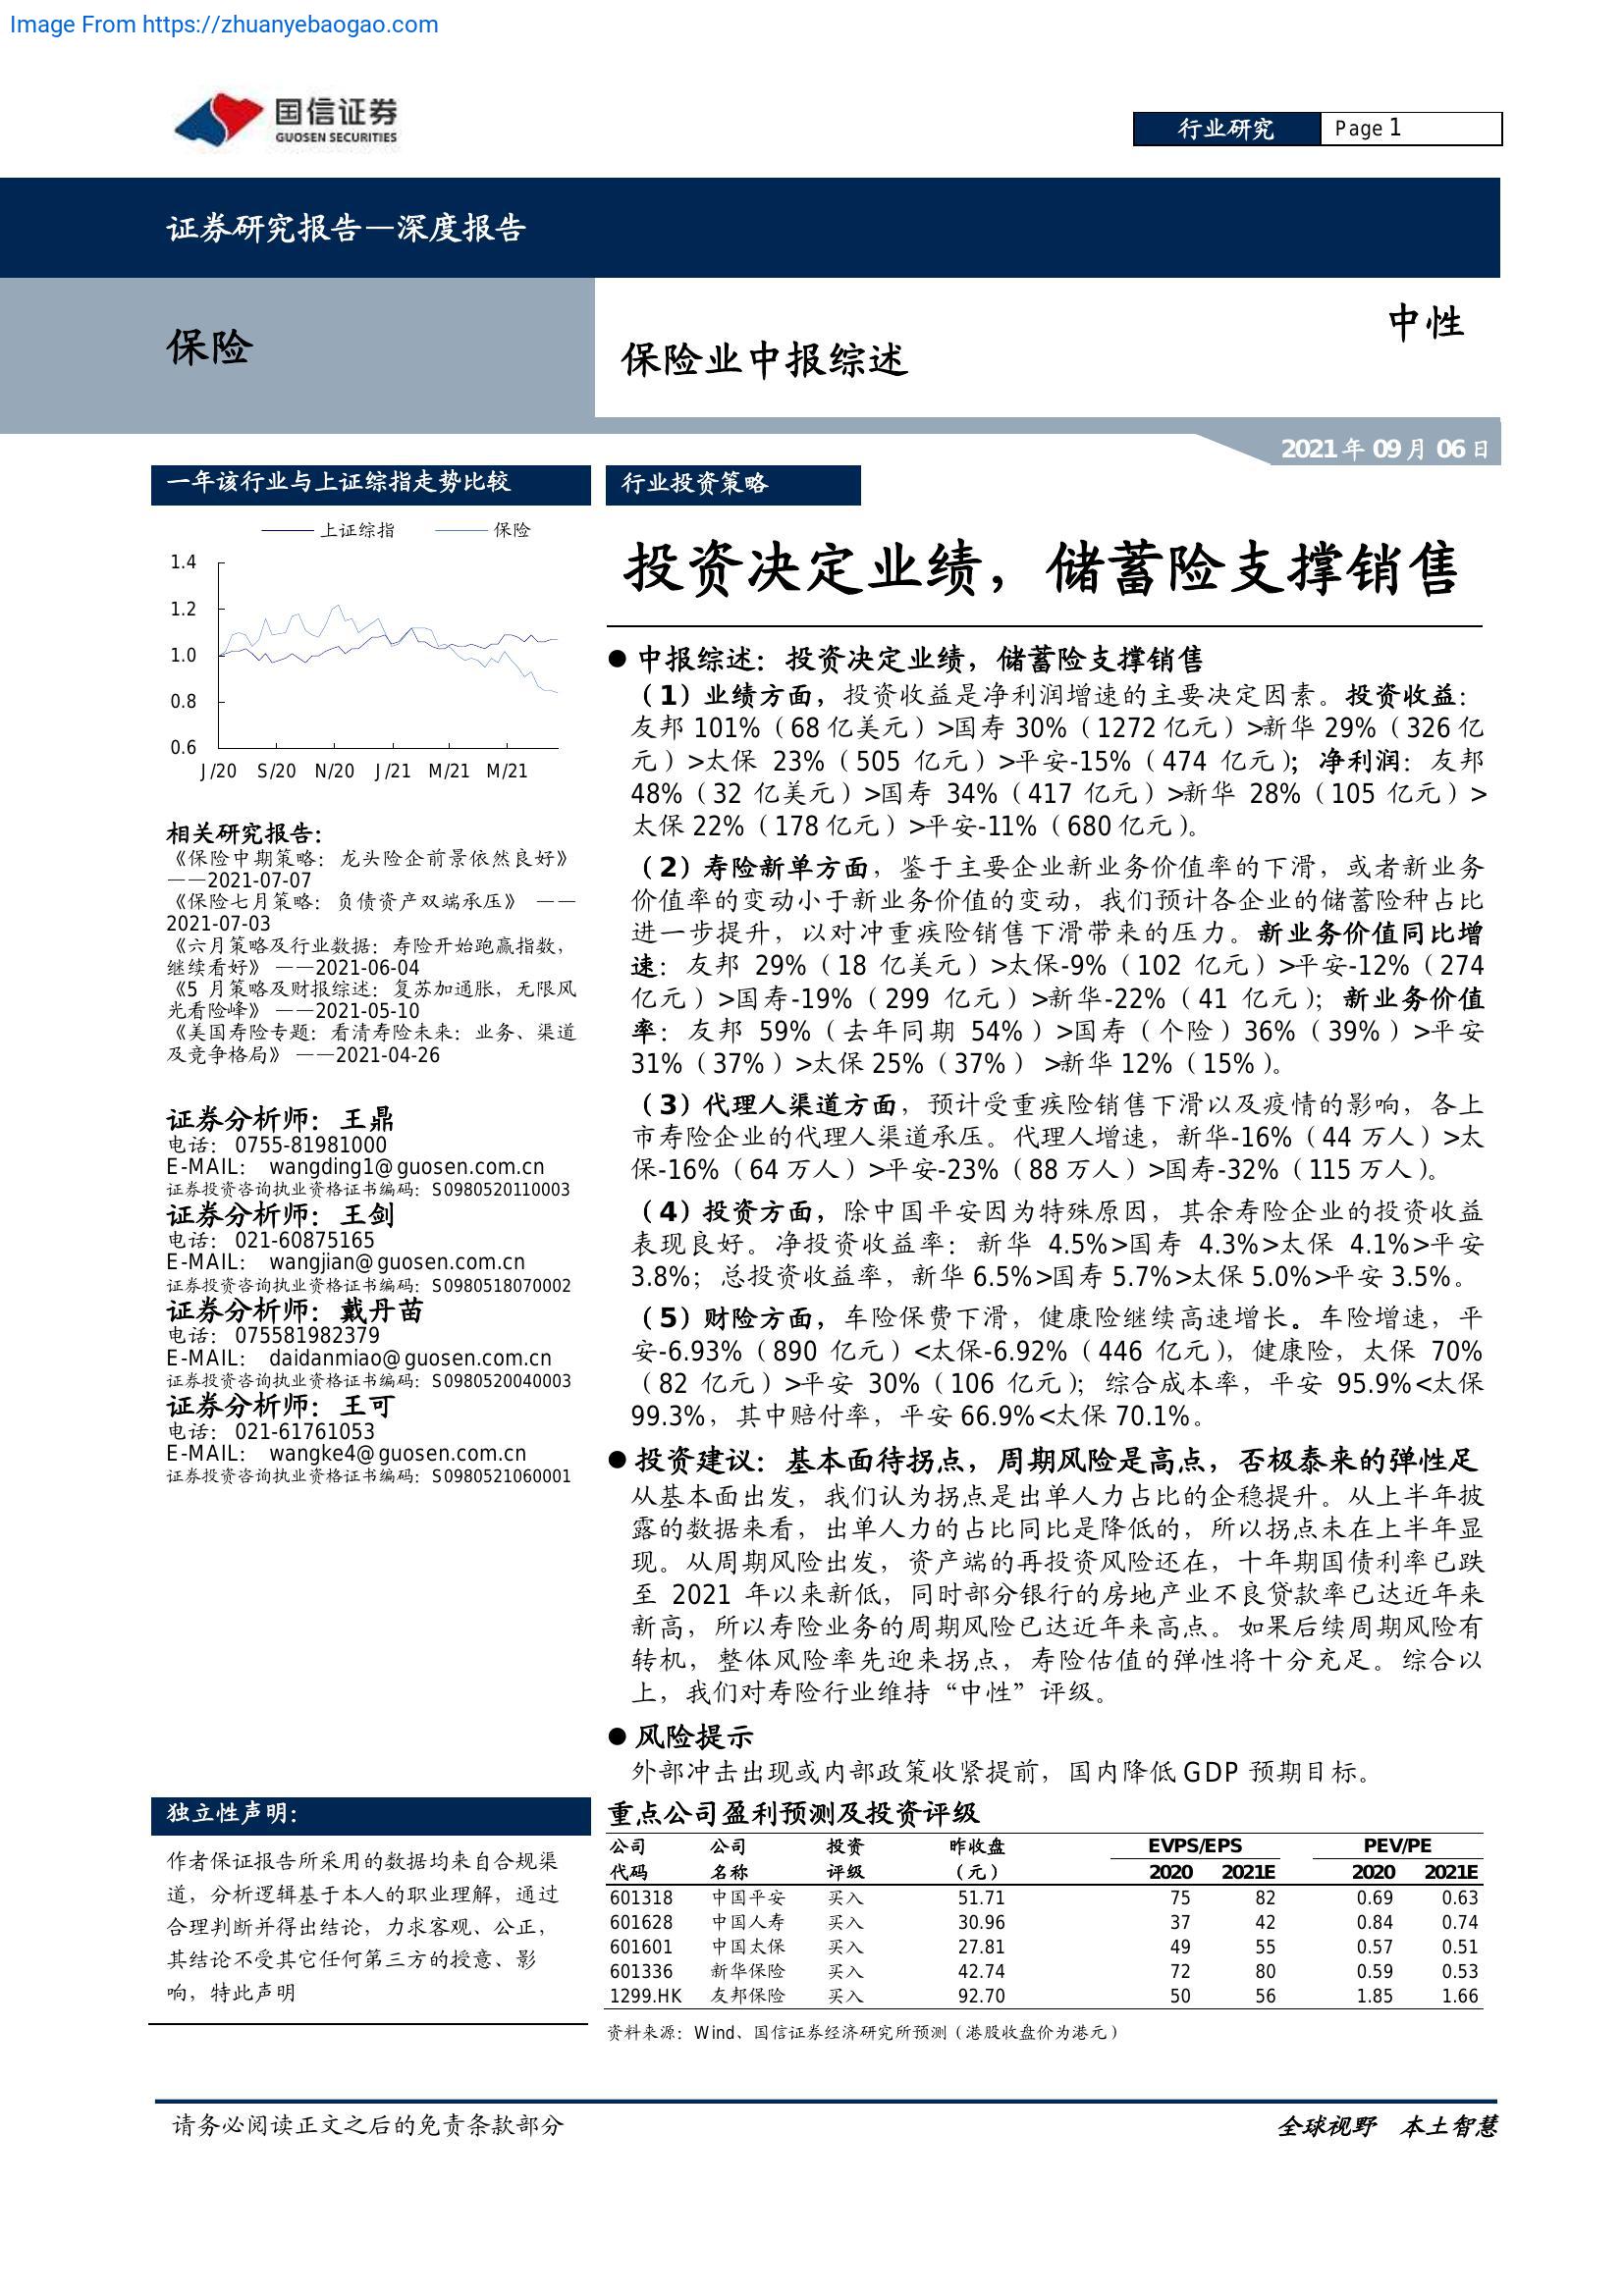 Image From https://zhuanyebaogao.com
国信证券
GUOSEN SECURITIES
行业研究
Page 1
证券研究报告—深度报告
保险
保险业中报综述
中性
2021 年 09 月 06 日
一年该行业与上证综指走势比较
上证综指 保险
1.4
1.2
1.0
0.8
0.6
J/20 S/20 N/20 J/21 M/21 M/21
相关研究报告:
《保险中期策略：龙头险企前景依然良好》
——2021-07-07
《保险七月策略：负债资产双端承压》 ——
2021-07-03
《六月策略及行业数据：寿险开始跑赢指数，
继续看好》 ——2021-06-04
《5 月策略及财报综述：复苏加通胀，无限风
光看险峰》 ——2021-05-10
《美国寿险专题：看清寿险未来：业务、渠道
及竞争格局》 ——2021-04-26
证券分析师：王鼎
电话： 0755-81981000
E-MAIL： wangding1@guosen.com.cn
证券投资咨询执业资格证书编码：S0980520110003
证券分析师：王剑
电话： 021-60875165
E-MAIL： wangjian@guosen.com.cn
证券投资咨询执业资格证书编码：S0980518070002
证券分析师：戴丹苗
电话： 075581982379
E-MAIL： daidanmiao@guosen.com.cn
证券投资咨询执业资格证书编码：S0980520040003
证券分析师：王可
电话： 021-61761053
E-MAIL： wangke4@guosen.com.cn
证券投资咨询执业资格证书编码：S0980521060001
独立性声明:
作者保证报告所采用的数据均来自合规渠
道，分析逻辑基于本人的职业理解，通过
合理判断并得出结论，力求客观、公正，
其结论不受其它任何第三方的授意、影
响，特此声明
行业投资策略
投资决定业绩，储蓄险支撑销售
● 中报综述：投资决定业绩，储蓄险支撑销售
（1）业绩方面，投资收益是净利润增速的主要决定因素。投资收益：
友邦 101%（68 亿美元）>国寿 30%（1272 亿元）>新华 29%（326 亿
元）>太保 23%（505 亿元）>平安-15%（474 亿元）；净利润：友邦
48%（32 亿美元）>国寿 34%（417 亿元）>新华 28%（105 亿元）>
太保 22%（178 亿元）>平安-11%（680 亿元）。
（2）寿险新单方面，鉴于主要企业新业务价值率的下滑，或者新业务
价值率的变动小于新业务价值的变动，我们预计各企业的储蓄险种占比
进一步提升，以对冲重疾险销售下滑带来的压力。新业务价值同比增
速：友邦 29%（18 亿美元）>太保-9%（102 亿元）>平安-12%（274
亿元）>国寿-19%（299 亿元）>新华-22%（41 亿元）；新业务价值
率：友邦 59%（去年同期 54%）>国寿（个险）36%（39%）>平安
31%（37%）>太保 25%（37%） >新华 12%（15%）。
（3）代理人渠道方面，预计受重疾险销售下滑以及疫情的影响，各上
市寿险企业的代理人渠道承压。代理人增速，新华-16%（44 万人）>太
保-16%（64 万人）>平安-23%（88 万人）>国寿-32%（115 万人）。
（4）投资方面，除中国平安因为特殊原因，其余寿险企业的投资收益
表现良好。净投资收益率：新华 4.5%>国寿 4.3%>太保 4.1%>平安
3.8%；总投资收益率，新华 6.5%>国寿 5.7%>太保 5.0%>平安 3.5%。
（5）财险方面，车险保费下滑，健康险继续高速增长。车险增速，平
安-6.93%（890 亿元）<太保-6.92%（446 亿元），健康险，太保 70%
（82 亿元）>平安 30%（106 亿元）；综合成本率，平安 95.9%<太保
99.3%，其中赔付率，平安 66.9%<太保 70.1%。
● 投资建议：基本面待拐点，周期风险是高点，否极泰来的弹性足
从基本面出发，我们认为拐点是出单人力占比的企稳提升。从上半年披
露的数据来看，出单人力的占比同比是降低的，所以拐点未在上半年显
现。从周期风险出发，资产端的再投资风险还在，十年期国债利率已跌
至 2021 年以来新低，同时部分银行的房地产业不良贷款率已达近年来
新高，所以寿险业务的周期风险已达近年来高点。如果后续周期风险有
转机，整体风险率先迎来拐点，寿险估值的弹性将十分充足。综合以
上，我们对寿险行业维持“中性”评级。
● 风险提示
外部冲击出现或内部政策收紧提前，国内降低 GDP 预期目标。
重点公司盈利预测及投资评级
公司 公司 投资 昨收盘 EVPS/EPS PEV/PE
代码 名称 评级 （元） 2020 2021E 2020 2021E
601318 中国平安 买入 51.71 75 82 0.69 0.63
601628 中国人寿 买入 30.96 37 42 0.84 0.74
601601 中国太保 买入 27.81 49 55 0.57 0.51
601336 新华保险 买入 42.74 72 80 0.59 0.53
1299.HK 友邦保险 买入 92.70 50 56 1.85 1.66
资料来源：Wind、国信证券经济研究所预测（港股收盘价为港元）
请务必阅读正文之后的免责条款部分
全球视野 本土智慧